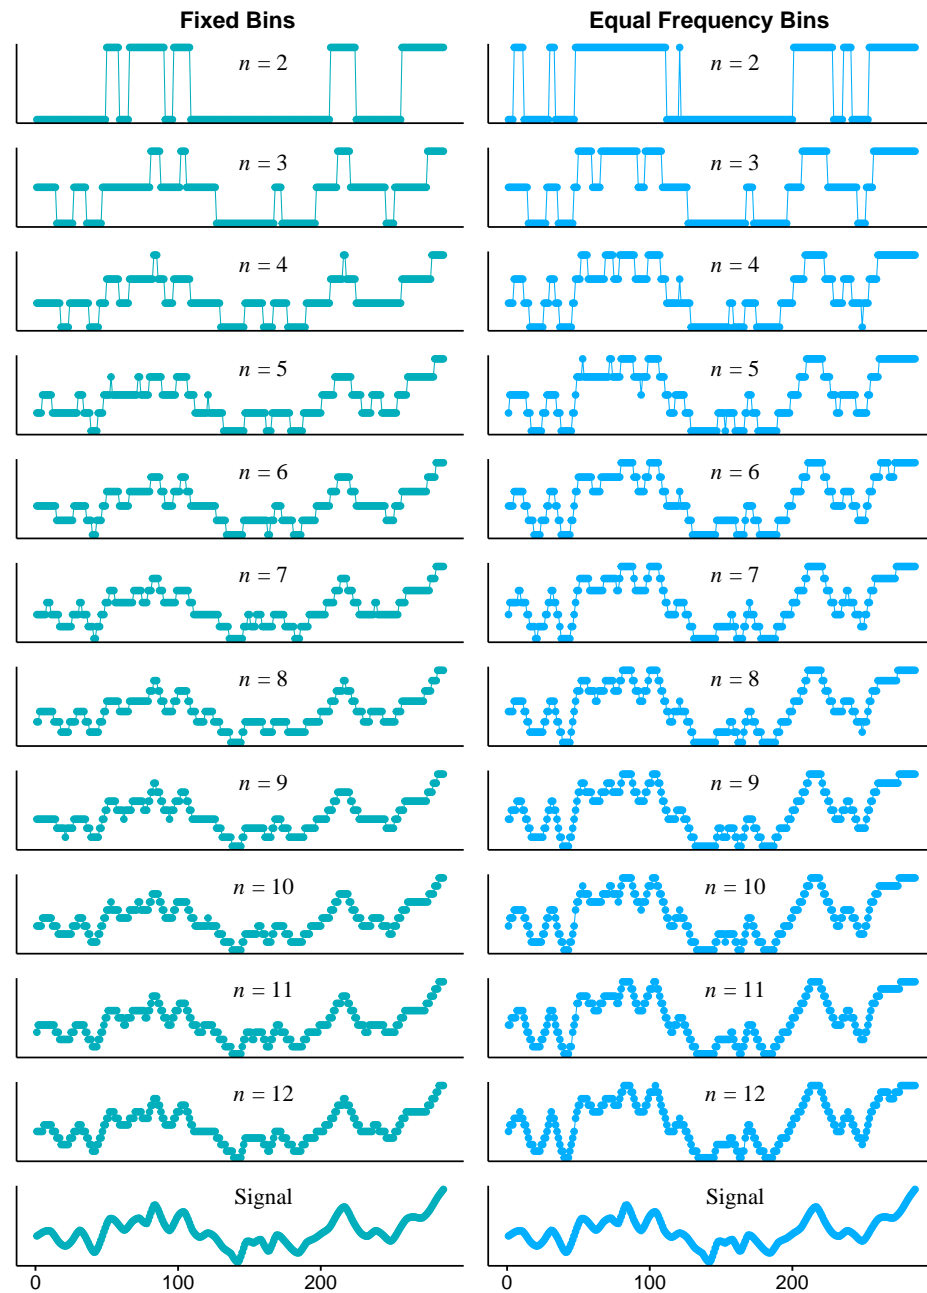 Fixed Bins Equal Frequency Bins
n = 2 n = 2
n = 3 n = 3
n = 4 n = 4
n = 5 n = 5
n = 6 n = 6
n = 7 n = 7
n = 8 n = 8
n = 9 n = 9
n = 10 n = 10
n = 11 n = 11
n = 12 n = 12
Signal Signal
0 100 200 0 100 200